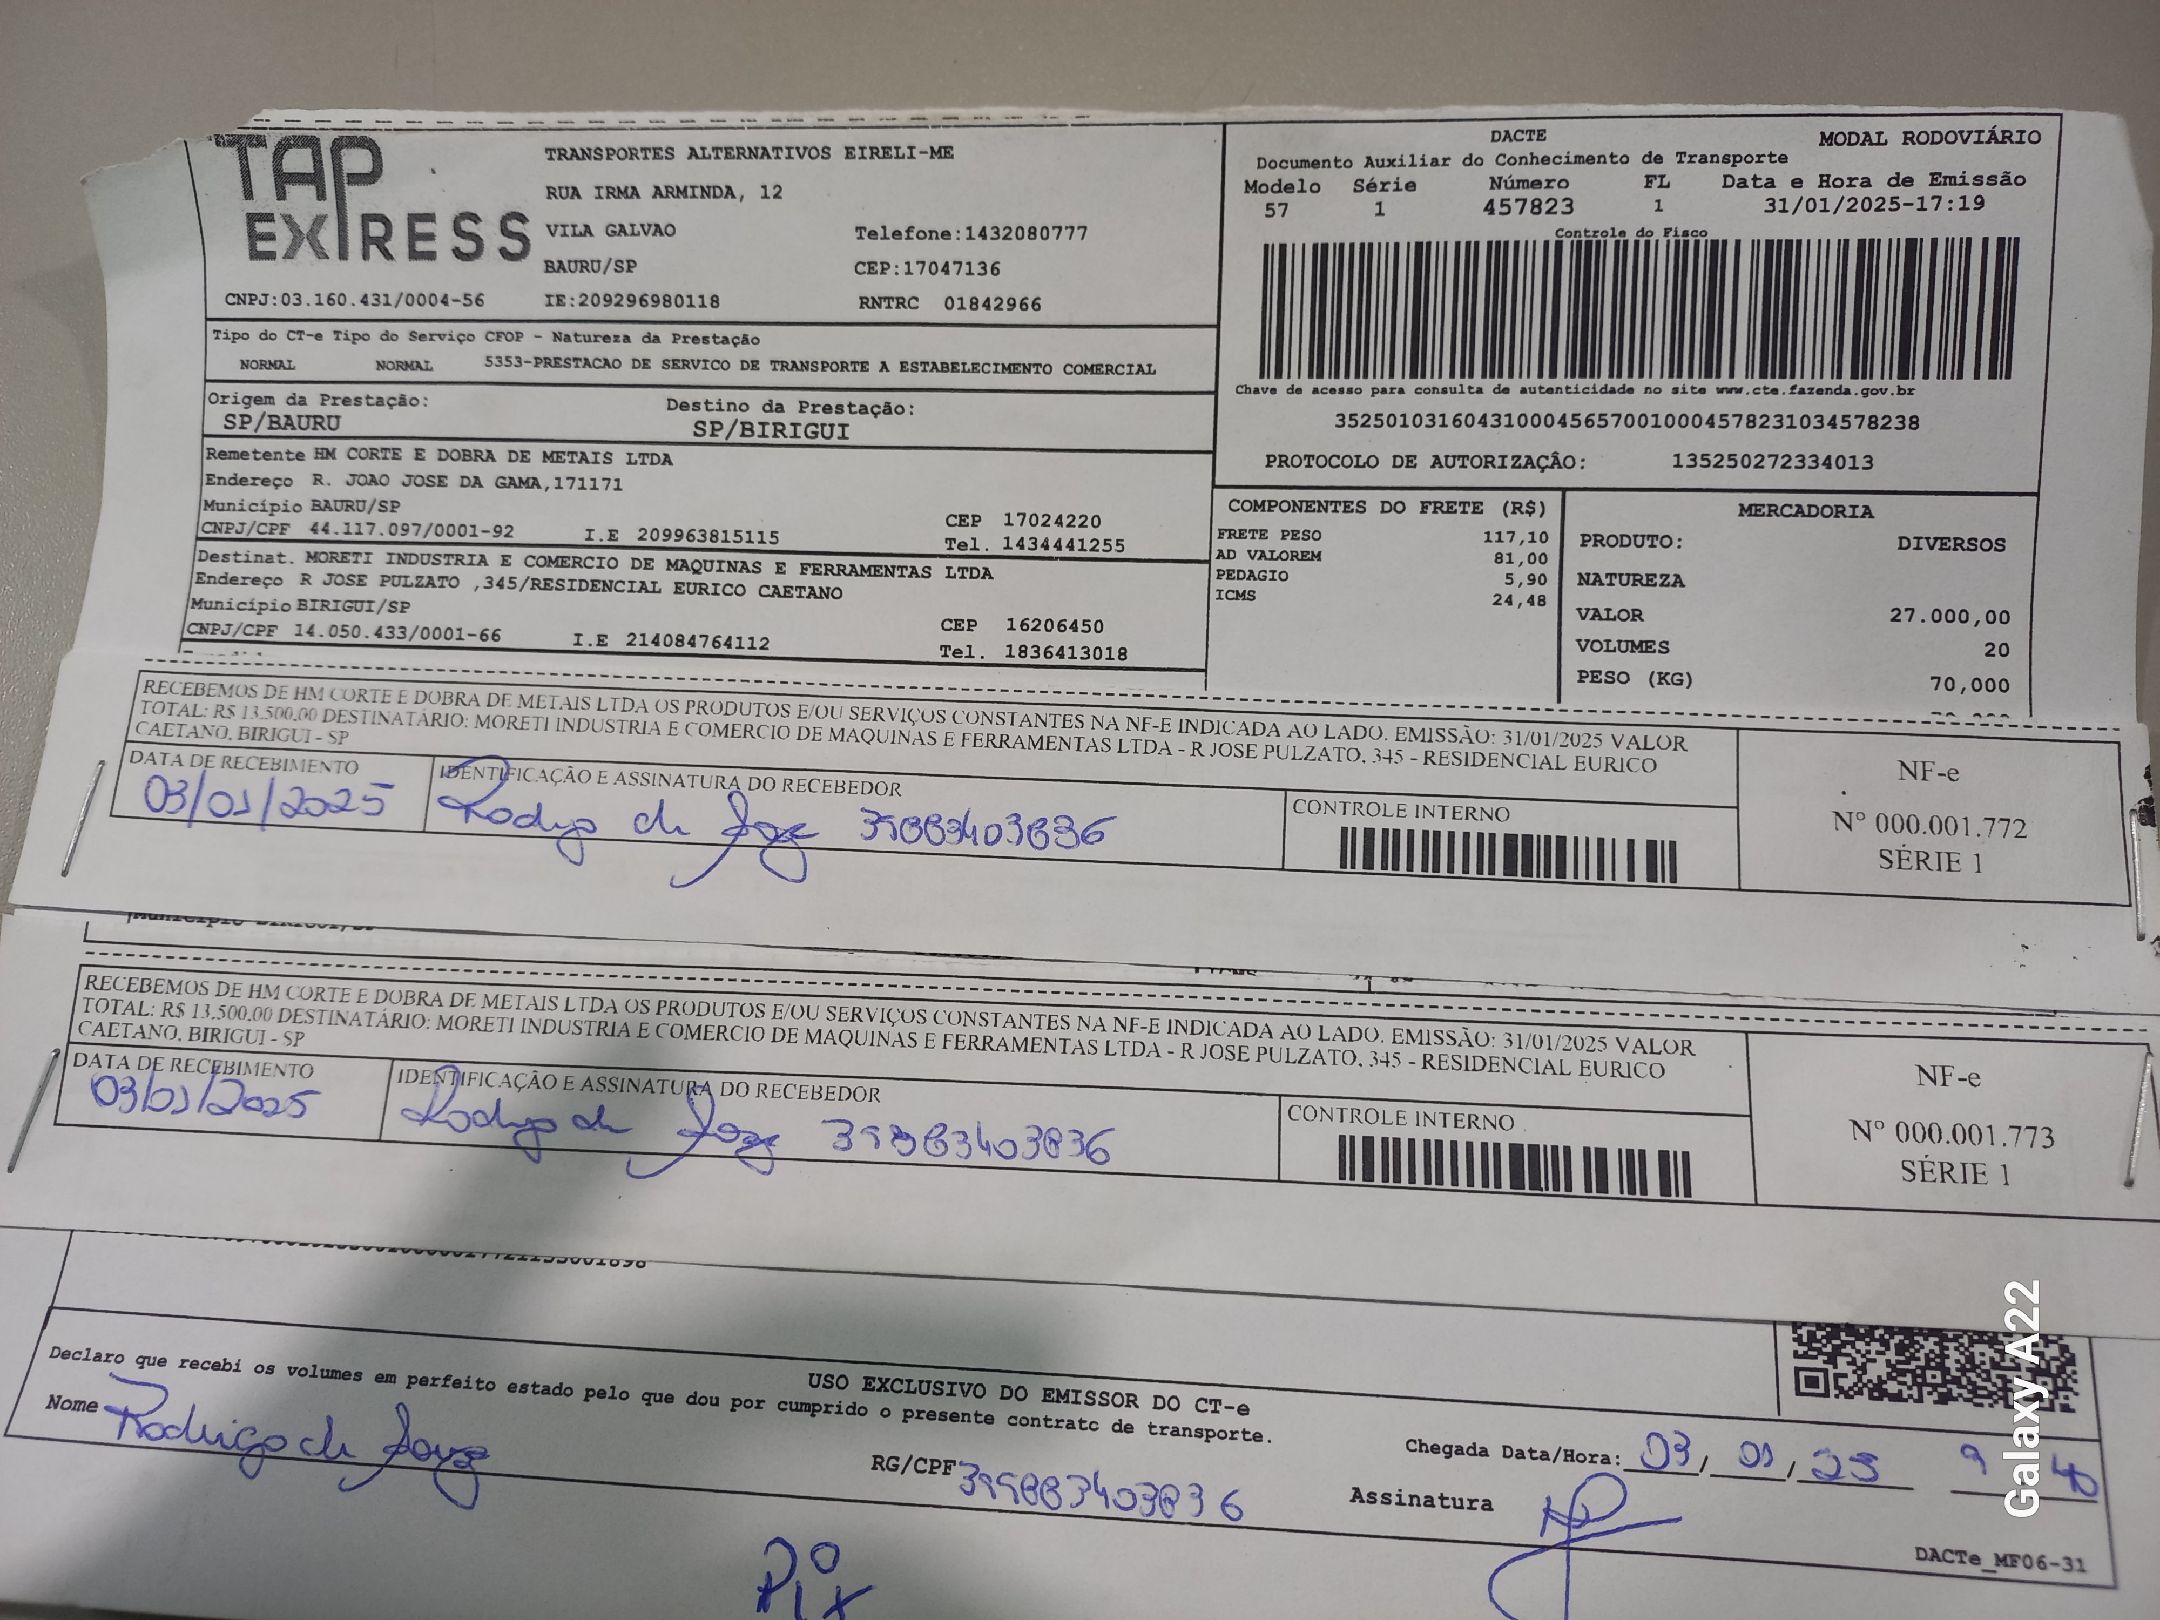 TAP EXPRESS
TRANSPORTES ALTERNATIVOS EIRELI-ME
RUA IRMA ARMINDA, 12
VILA GALVAO Telefone:1432080777
BAURU/SP CEP:17047136
CNPJ:03.160.431/0004-56 IE:209296980118 RNTRC 01842966
DACTE MODAL RODOVIÁRIO
Documento Auxiliar do Conhecimento de Transporte
Modelo Série Número FL Data e Hora de Emissão
57 1 457823 1 31/01/2025-17:19
Controle do Fisco
Chave de acesso para consulta de autenticidade no site www.cte.fazenda.gov.br
35250103160431000456570010004578231034578238
PROTOCOLO DE AUTORIZAÇÂO: 135250272334013
Tipo do CT-e Tipo do Serviço CFOP - Natureza da Prestação
NORMAL NORMAL 5353-PRESTACAO DE SERVICO DE TRANSPORTE A ESTABELECIMENTO COMERCIAL
Origem da Prestação: Destino da Prestação:
SP/BAURU SP/BIRIGUI
Remetente HM CORTE E DOBRA DE METAIS LTDA
Endereço R. JOAO JOSE DA GAMA,171171
Município BAURU/SP CEP 17024220
CNPJ/CPF 44.117.097/0001-92 I.E 209963815115 Tel. 1434441255
Destinat. MORETI INDUSTRIA E COMERCIO DE MAQUINAS E FERRAMENTAS LTDA
Endereço R JOSE PULZATO ,345/RESIDENCIAL EURICO CAETANO
Município BIRIGUI/SP CEP 16206450
CNPJ/CPF 14.050.433/0001-66 I.E 214084764112 Tel. 1836413018
COMPONENTES DO FRETE (R$)
FRETE PESO 117,10
AD VALOREM 81,00
PEDAGIO 5,90
ICMS 24,48
MERCADORIA
PRODUTO: DIVERSOS
NATUREZA
VALOR 27.000,00
VOLUMES 20
PESO (KG) 70,000
RECEBEMOS DE HM CORTE E DOBRA DE METAIS LTDA OS PRODUTOS E/OU SERVIÇOS CONSTANTES NA NF-E INDICADA AO LADO. EMISSÃO: 31/01/2025 VALOR
TOTAL: R$ 13.500,00 DESTINATÁRIO: MORETI INDUSTRIA E COMERCIO DE MAQUINAS E FERRAMENTAS LTDA - R JOSE PULZATO, 345 - RESIDENCIAL EURICO
CAETANO, BIRIGUI - SP
DATA DE RECEBIMENTO IDENTIFICAÇÃO E ASSINATURA DO RECEBEDOR CONTROLE INTERNO
03/01/2025 Rodrigo de Souza 39883403836
NF-e
Nº 000.001.772
SÉRIE 1
RECEBEMOS DE HM CORTE E DOBRA DE METAIS LTDA OS PRODUTOS E/OU SERVIÇOS CONSTANTES NA NF-E INDICADA AO LADO. EMISSÃO: 31/01/2025 VALOR
TOTAL: R$ 13.500,00 DESTINATÁRIO: MORETI INDUSTRIA E COMERCIO DE MAQUINAS E FERRAMENTAS LTDA - R JOSE PULZATO, 345 - RESIDENCIAL EURICO
CAETANO, BIRIGUI - SP
DATA DE RECEBIMENTO IDENTIFICAÇÃO E ASSINATURA DO RECEBEDOR CONTROLE INTERNO
03/01/2025 Rodrigo de Souza 39883403836
NF-e
Nº 000.001.773
SÉRIE 1
USO EXCLUSIVO DO EMISSOR DO CT-e
Declaro que recebi os volumes em perfeito estado pelo que dou por cumprido o presente contrato de transporte.
Nome Rodrigo de Souza RG/CPF 399883403836
Chegada Data/Hora: 03, 01, 25 9 40
Assinatura
DACTe_MF06-31
Galaxy A22